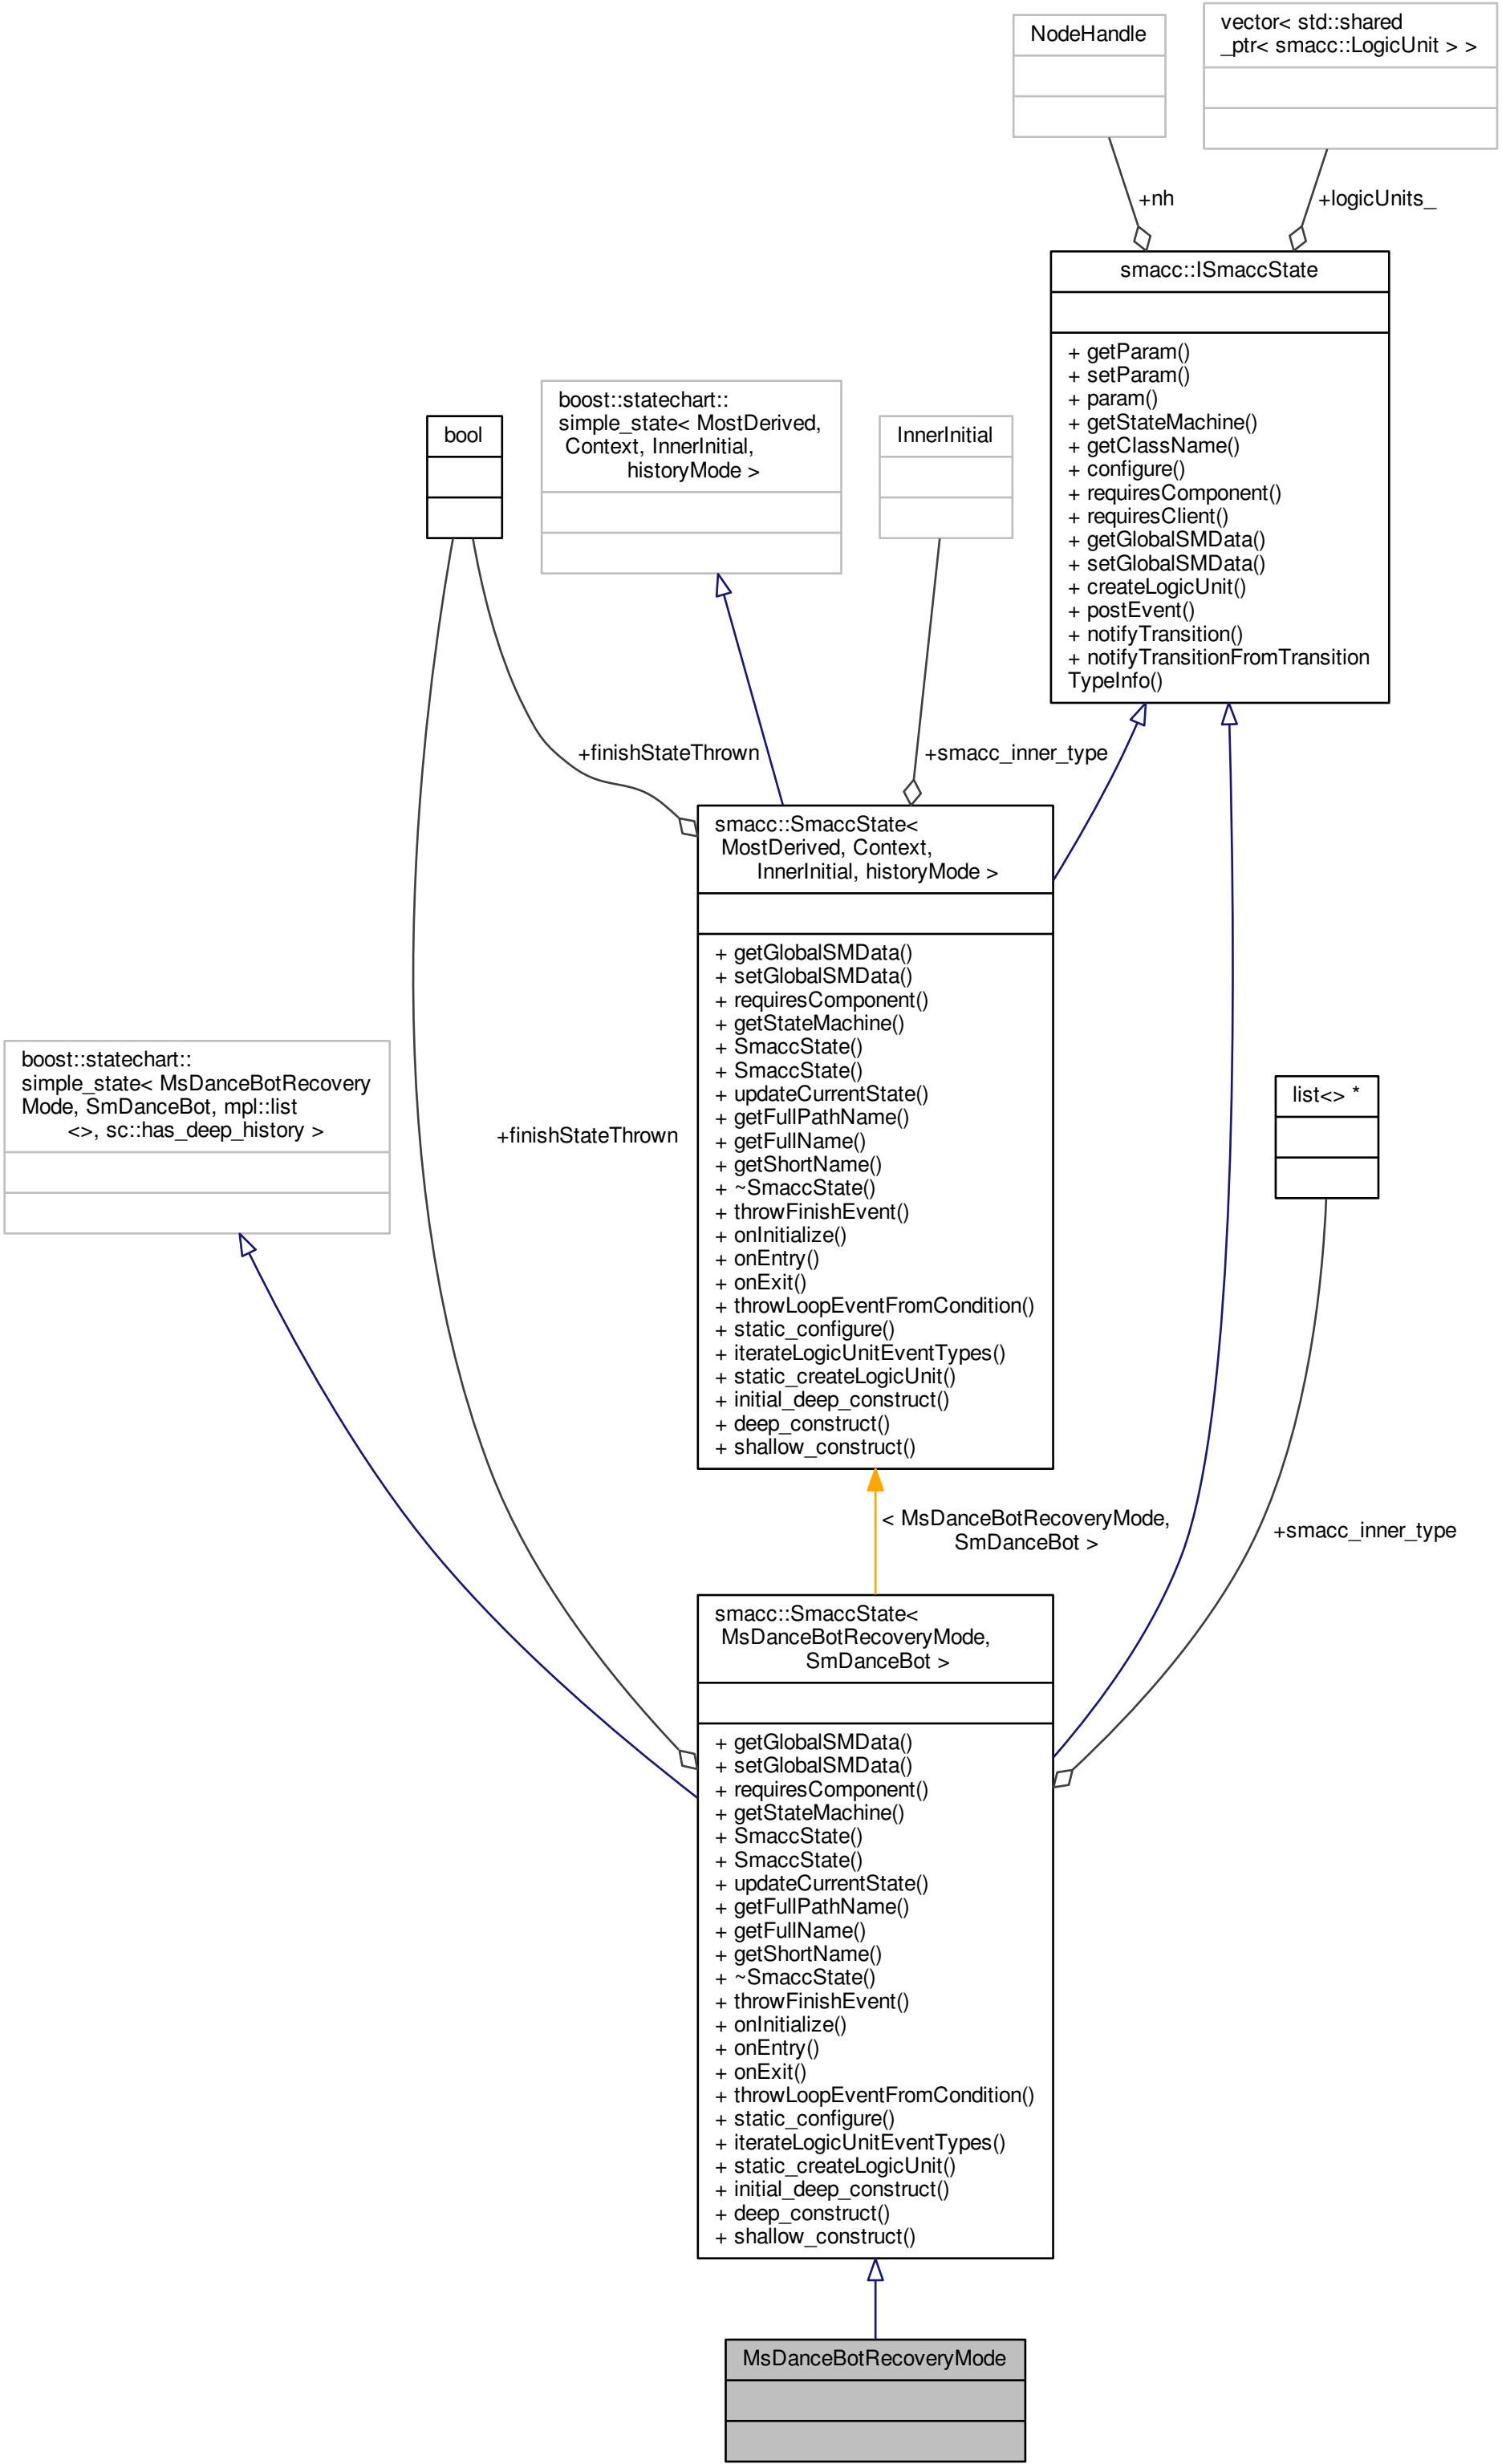 NodeHandle
vector< std::shared
_ptr< smacc::LogicUnit > >
+nh
+logicUnits_
smacc::ISmaccState
+ getParam()
+ setParam()
+ param()
+ getStateMachine()
+ getClassName()
+ configure()
+ requiresComponent()
+ requiresClient()
+ getGlobalSMData()
+ setGlobalSMData()
+ createLogicUnit()
+ postEvent()
+ notifyTransition()
+ notifyTransitionFromTransition
TypeInfo()
bool
boost::statechart::
simple_state< MostDerived,
Context, InnerInitial,
historyMode >
InnerInitial
+finishStateThrown
+smacc_inner_type
smacc::SmaccState<
MostDerived, Context,
InnerInitial, historyMode >
+ getGlobalSMData()
+ setGlobalSMData()
+ requiresComponent()
+ getStateMachine()
+ SmaccState()
+ SmaccState()
+ updateCurrentState()
+ getFullPathName()
+ getFullName()
+ getShortName()
+ ~SmaccState()
+ throwFinishEvent()
+ onInitialize()
+ onEntry()
+ onExit()
+ throwLoopEventFromCondition()
+ static_configure()
+ iterateLogicUnitEventTypes()
+ static_createLogicUnit()
+ initial_deep_construct()
+ deep_construct()
+ shallow_construct()
boost::statechart::
simple_state< MsDanceBotRecovery
Mode, SmDanceBot, mpl::list
<>, sc::has_deep_history >
+finishStateThrown
list<> *
< MsDanceBotRecoveryMode,
SmDanceBot >
+smacc_inner_type
smacc::SmaccState<
MsDanceBotRecoveryMode,
SmDanceBot >
+ getGlobalSMData()
+ setGlobalSMData()
+ requiresComponent()
+ getStateMachine()
+ SmaccState()
+ SmaccState()
+ updateCurrentState()
+ getFullPathName()
+ getFullName()
+ getShortName()
+ ~SmaccState()
+ throwFinishEvent()
+ onInitialize()
+ onEntry()
+ onExit()
+ throwLoopEventFromCondition()
+ static_configure()
+ iterateLogicUnitEventTypes()
+ static_createLogicUnit()
+ initial_deep_construct()
+ deep_construct()
+ shallow_construct()
MsDanceBotRecoveryMode